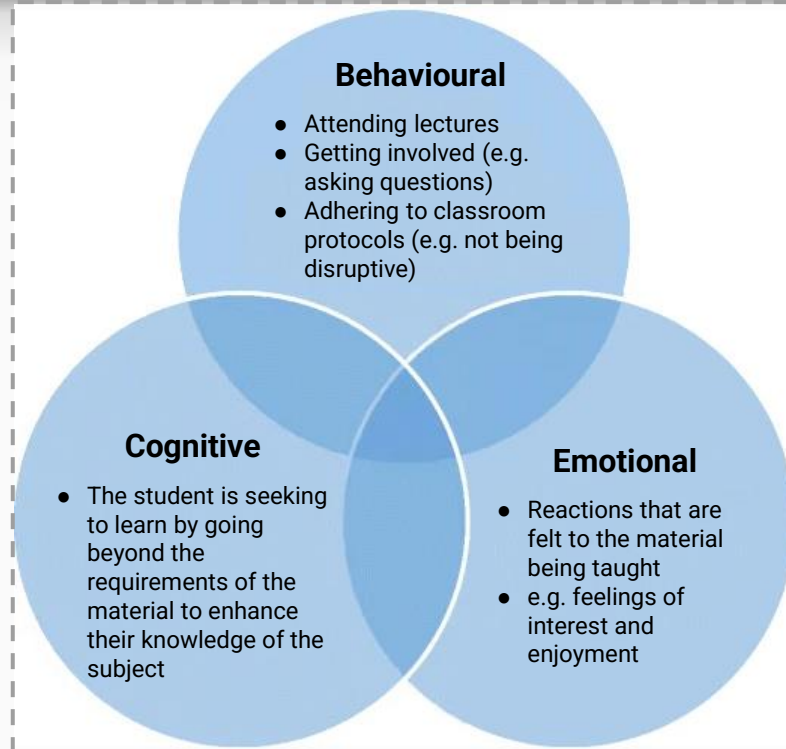 Behavioural
● Attending lectures
● Getting involved (e.g.
asking questions)
● Adhering to classroom
protocols (e.g. not being
disruptive)
Cognitive
● The student is seeking
to learn by going
beyond the
requirements of the
material to enhance
their knowledge of the
subject
Emotional
● Reactions that are
felt to the material
being taught
● e.g. feelings of
interest and
enjoyment